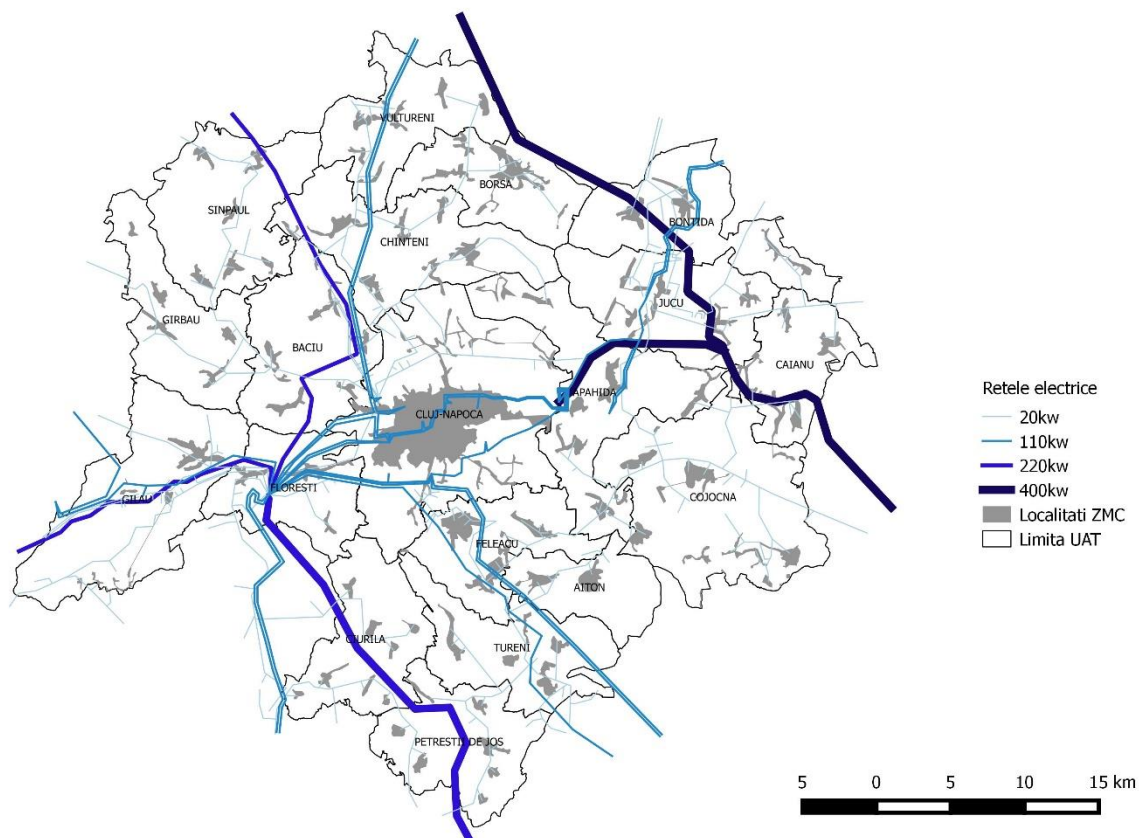 VULTURENI
BORSA
SINPAUL
BONTIDA
CHINTENI
JUCU
GIRBAU
BACIU
CAIANU
APAHIDA
CLUJ-NAPOCA
FLORESTI
GILAU
COJOCNA
FELEACU
AITON
CIURILA
TURENI
PETRESTII DE JOS
Retele electrice
20kw
110kw
220kw
400kw
Localitati ZMC
Limita UAT
5 0 5 10 15 km